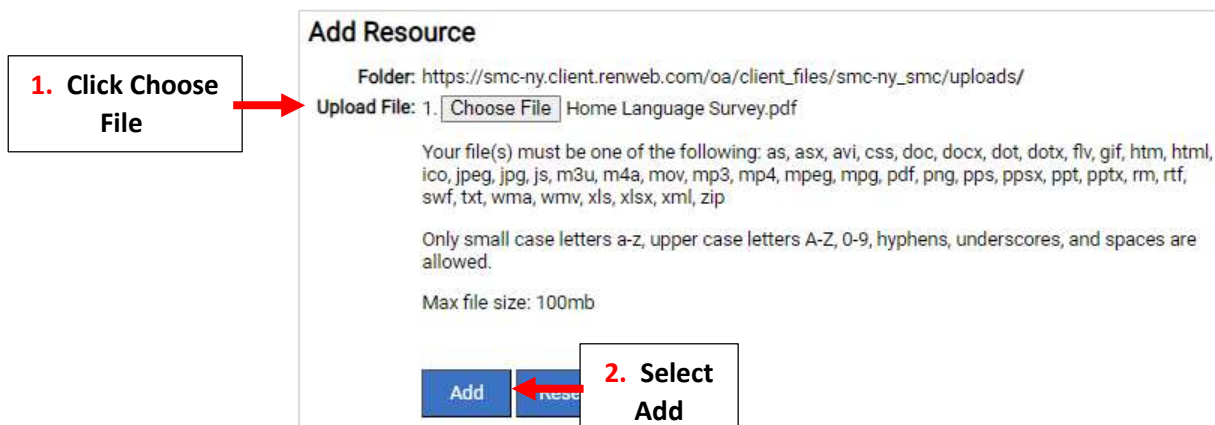 Add Resource
1. Click Choose
File
Folder: https://smc-ny.client.renweb.com/oa/client_files/smc-ny_smc/uploads/
Upload File: 1. Choose File Home Language Survey.pdf
Your file(s) must be one of the following: as, asx, avi, css, doc, docx, dot, dotx, flv, gif, htm, html,
ico, jpeg, jpg, js, m3u, m4a, mov, mp3, mp4, mpeg, mpg, pdf, png, pps, ppsx, ppt, pptx, rm, rtf,
swf, txt, wma, wmv, xls, xlsx, xml, zip
Only small case letters a-z, upper case letters A-Z, 0-9, hyphens, underscores, and spaces are
allowed.
Max file size: 100mb
Add
2. Select
Add